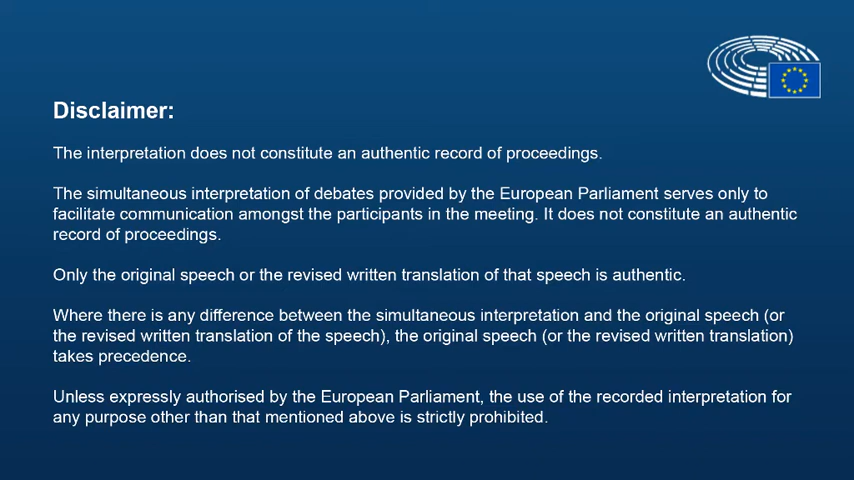 Disclaimer:
The interpretation does not constitute an authentic record of proceedings.
The simultaneous interpretation of debates provided by the European Parliament serves only to
facilitate communication amongst the participants in the meeting. It does not constitute an authentic
record of proceedings.
Only the original speech or the revised written translation of that speech is authentic.
Where there is any difference between the simultaneous interpretation and the original speech (or
the revised written translation of the speech), the original speech (or the revised written translation)
takes precedence.
Unless expressly authorised by the European Parliament, the use of the recorded interpretation for
any purpose other than that mentioned above is strictly prohibited.